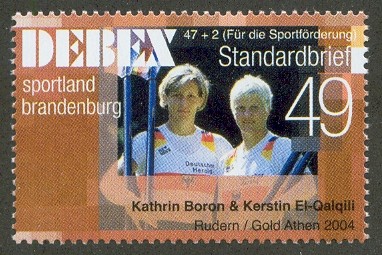 DEBEX
47 + 2 (Für die Sportförderung)
Standardbrief
49
sportland
brandenburg
Deutsche
Kathrin Boron & Kerstin El-Qalqili
Rudern / Gold Athen 2004